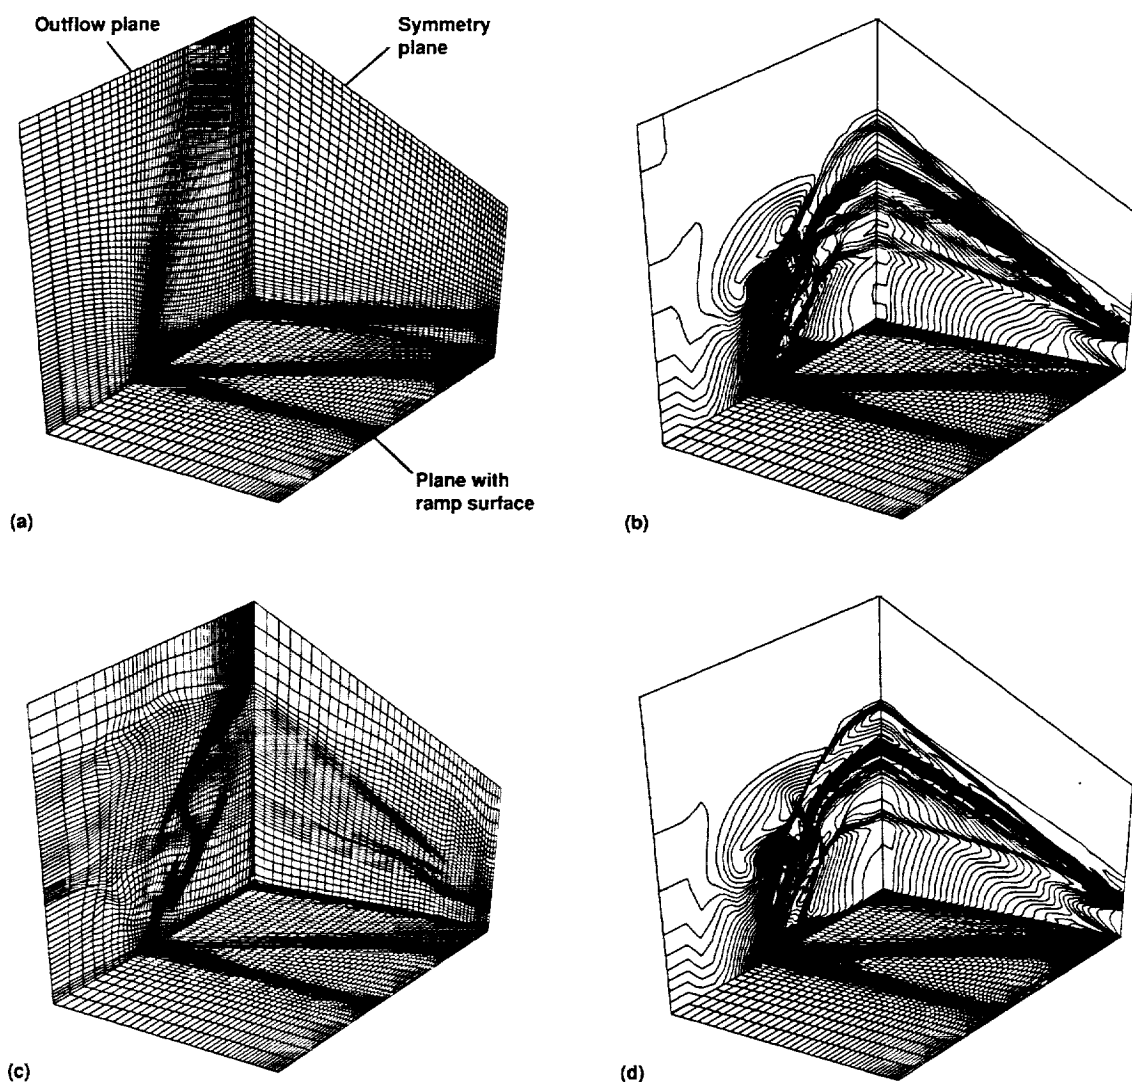 Outflow plane
Symmetry
plane
Plane with
ramp surface
(a)
(b)
(c)
(d)